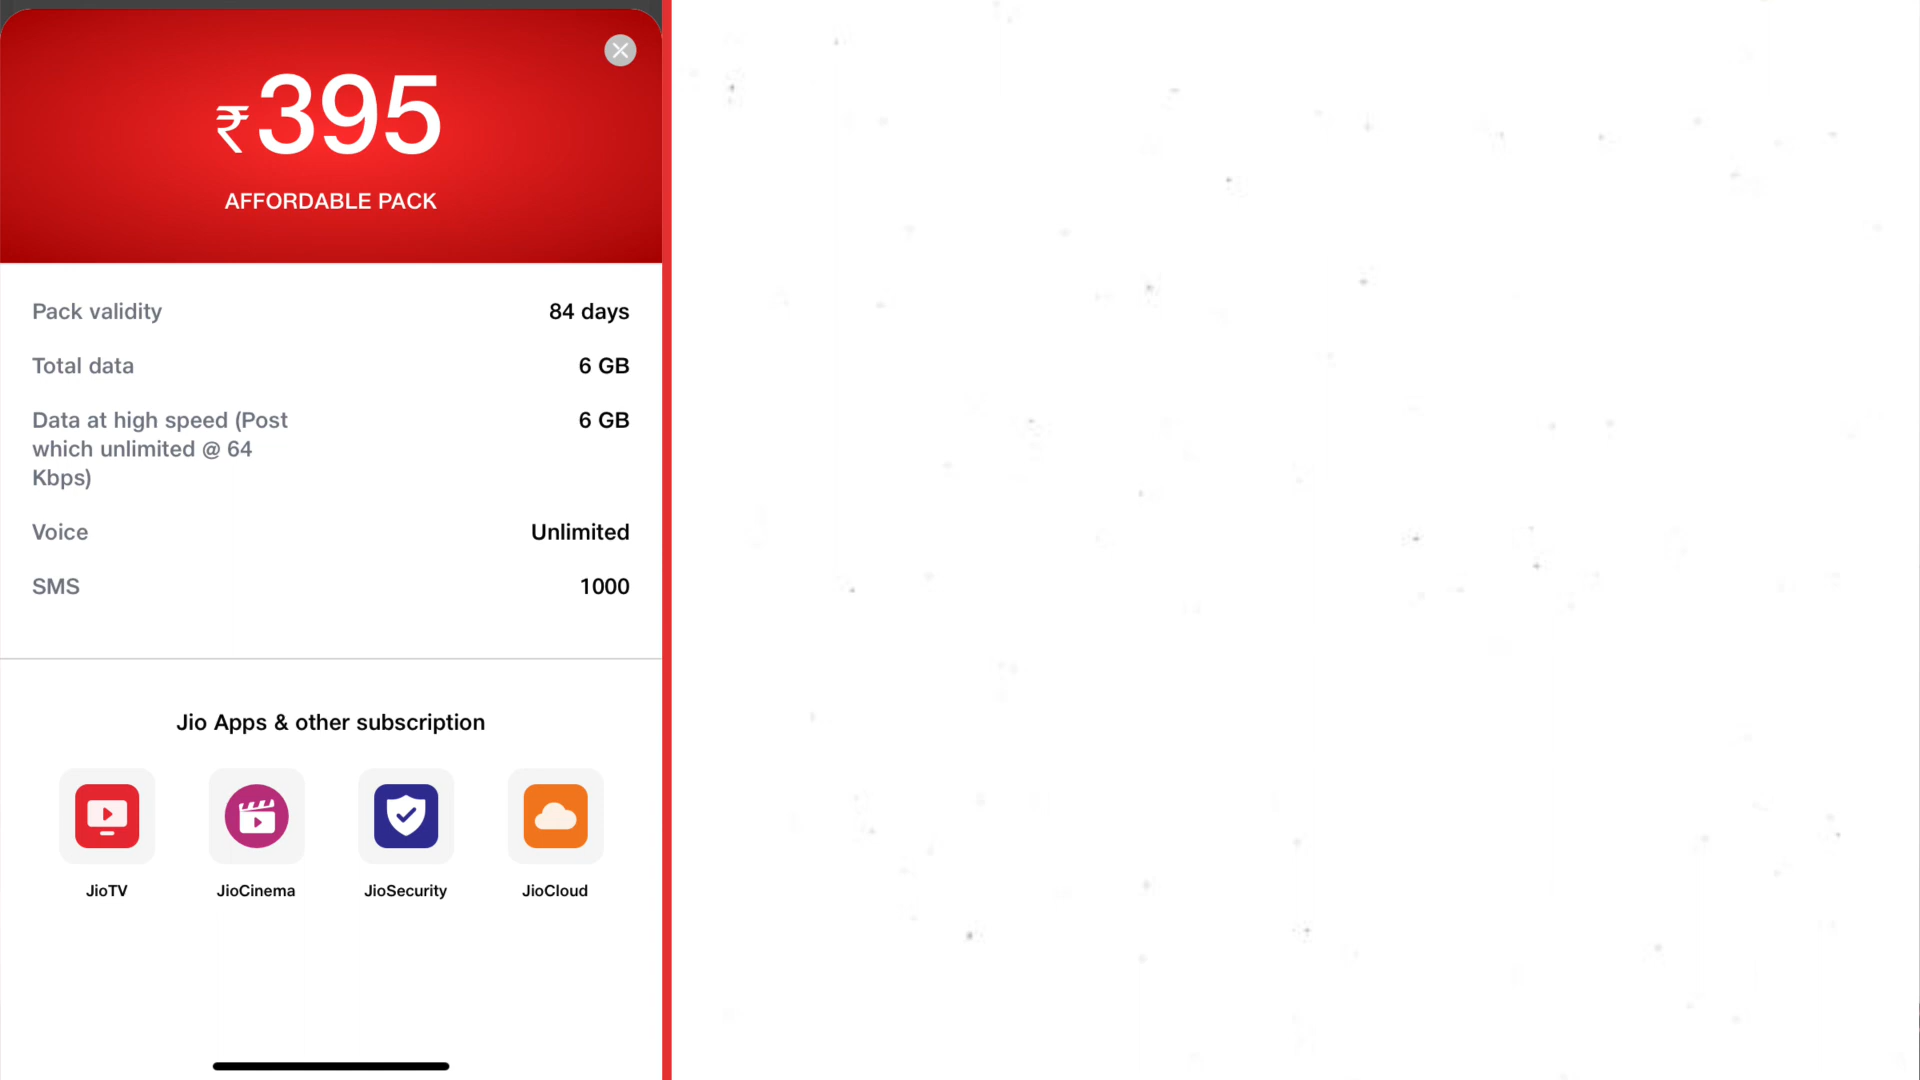 ₹395
AFFORDABLE PACK
Pack validity 84 days
Total data 6 GB
Data at high speed (Post 6 GB
which unlimited @ 64
Kbps)
Voice Unlimited
SMS 1000
Jio Apps & other subscription
JioTV JioCinema JioSecurity JioCloud